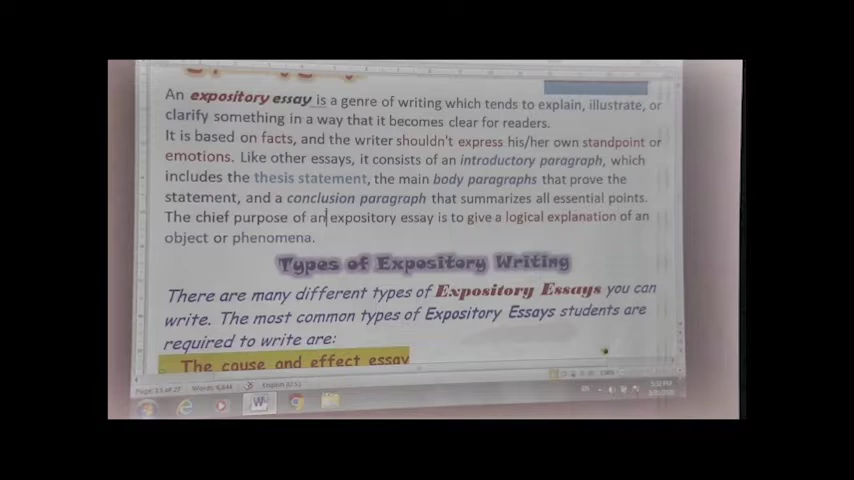 An expository essay is a genre of writing which tends to explain, illustrate, or
clarify something in a way that it becomes clear for readers.
It is based on facts, and the writer shouldn't express his/her own standpoint or
emotions. Like other essays, it consists of an introductory paragraph, which
includes the thesis statement, the main body paragraphs that prove the
statement, and a conclusion paragraph that summarizes all essential points.
The chief purpose of an expository essay is to give a logical explanation of an
object or phenomena.
Types of Expository Writing
There are many different types of Expository Essays you can
write. The most common types of Expository Essays students are
required to write are:
The cause and effect essay
Words: 6,644
English (U.S.)